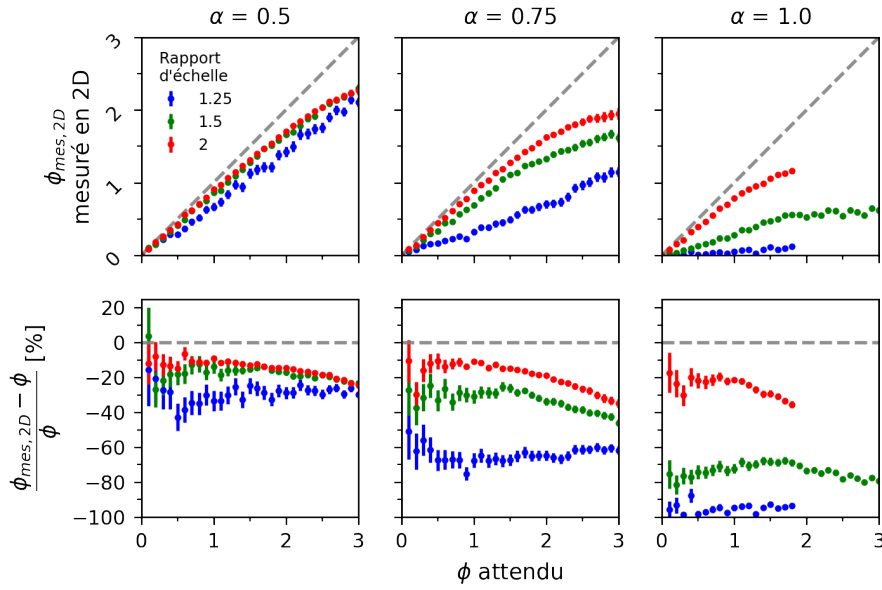 α = 0.5
α = 0.75
α = 1.0
ϕmes, 2D
mesuré en 2D
3
2
1
0
Rapport
d'échelle
1.25
1.5
2
ϕmes, 2D − ϕ
ϕ
[%]
20
0
−20
−40
−60
−80
−100
0 1 2 3
0 1 2 3
0 1 2 3
ϕ attendu